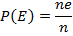 P(E) = ne/n